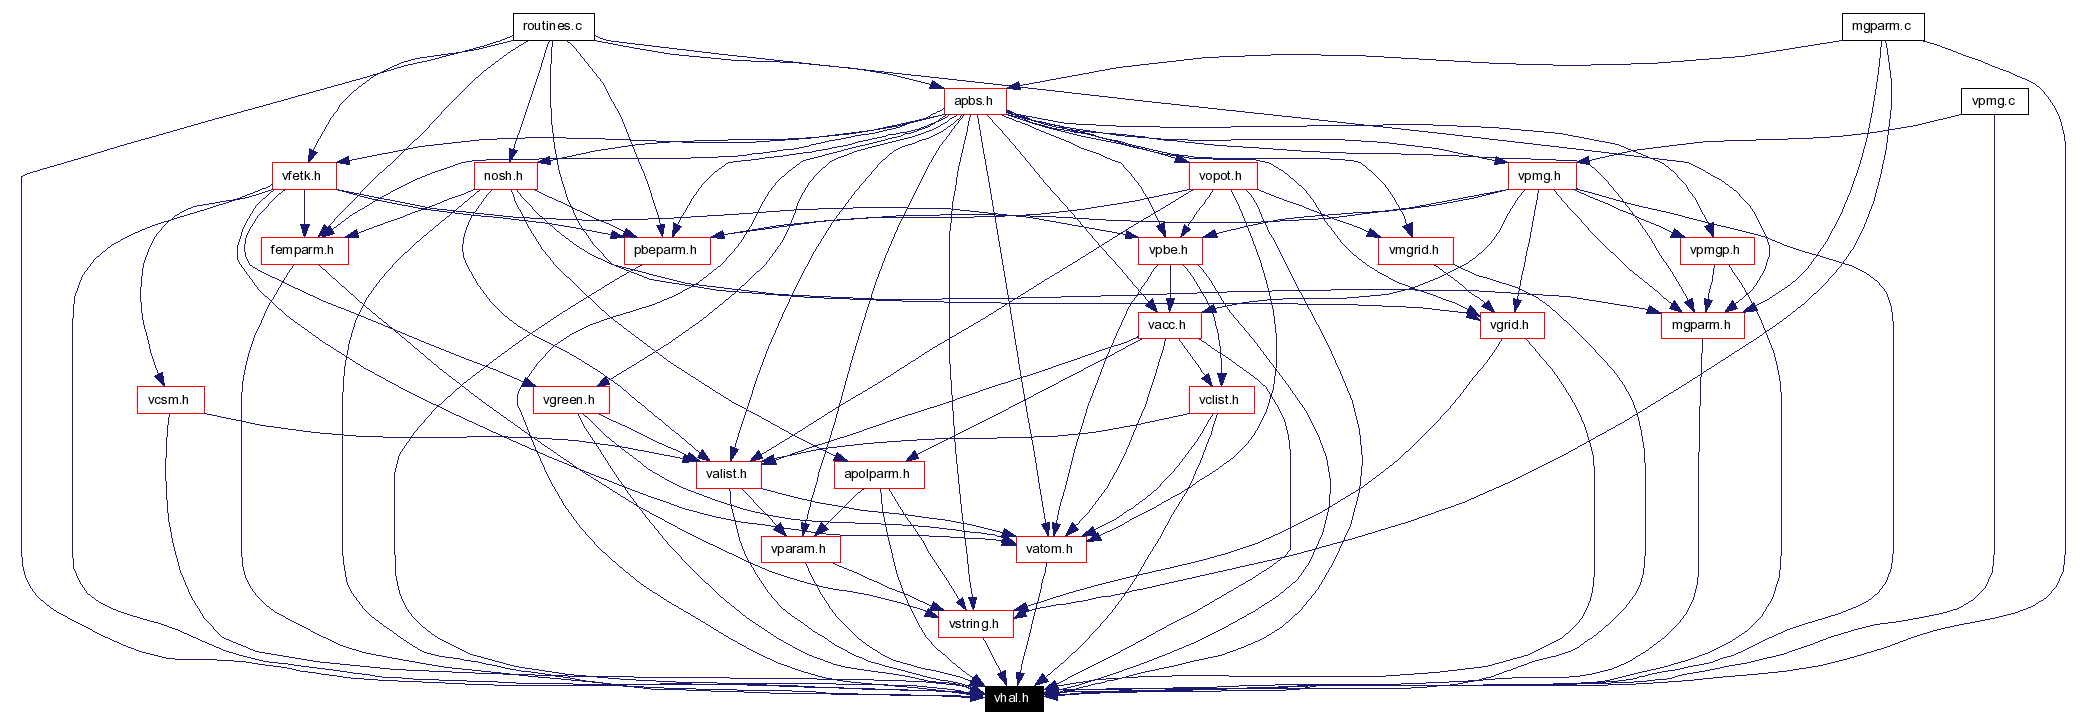 routines.c
mgparm.c
apbs.h
vpmg.c
vfetk.h
nosh.h
vopot.h
vpmg.h
femparm.h
pbeparm.h
vpbe.h
vmgrid.h
vpmgp.h
vacc.h
vgrid.h
mgparm.h
vcsm.h
vgreen.h
vclist.h
valist.h
apolparm.h
vparam.h
vatom.h
vstring.h
vhal.h